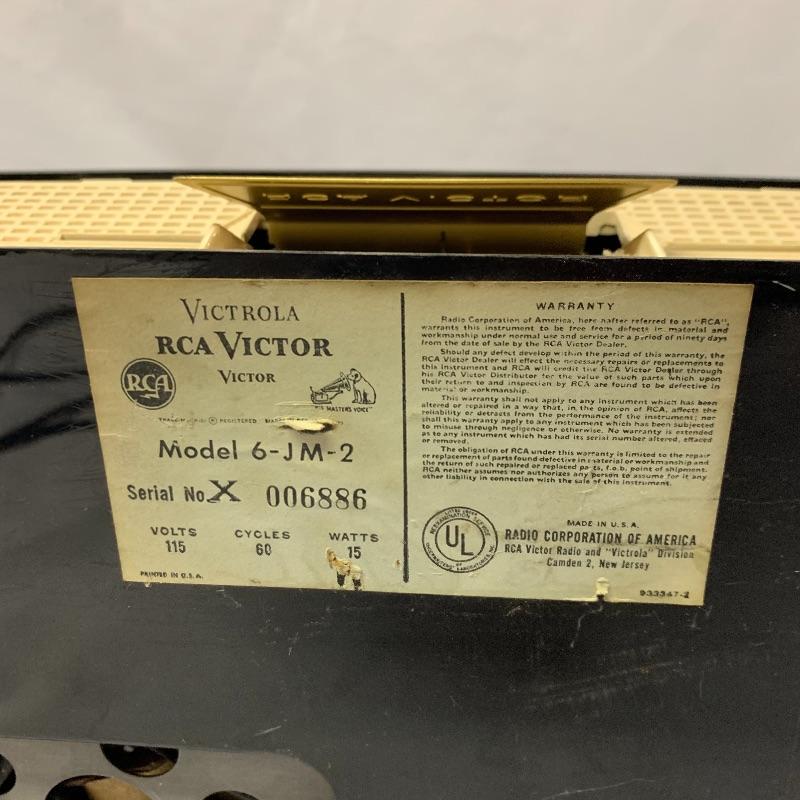 VICTROLA
RCA VICTOR
VICTOR
RCA
"HIS MASTERS VOICE"
REGISTERED
Model 6-JM-2
Serial No. X 006886
VOLTS CYCLES WATTS
115 60 15
PRINTED IN U.S.A.
WARRANTY
Radio Corporation of America, here nafter referred to as "RCA",
warrants this instrument to be free from defects in material and
workmanship under normal use and service for a period of ninety days
from the date of sale by the RCA Victor Dealer.
Should any defect develop within the period of this warranty, the
RCA Victor Dealer will effect the necessary repairs or replacements to
this instrument and RCA will credit the RCA Victor Dealer through
his RCA Victor Distributor for the value of such parts which upon
their return to and inspection by RCA are found to be defective in
material or workmanship.
This warranty shall not apply to any instrument which has been
altered or repaired in a way that, in the opinion of RCA, affects the
reliability or detracts from the performance of the instrument; nor
shall this warranty apply to any instrument which has been subjected
to misuse through negligence or otherwise. No warranty is extended
as to any instrument which has had its serial number altered, effaced
or removed.
The obligation of RCA under this warranty is limited to the repair
or replacement of parts found defective in material or workmanship and
the return of such repaired or replaced parts, f.o.b. point of shipment.
RCA neither assumes nor authorizes any person to assume for it any
other liability in connection with the sale of this instrument.
UL
MADE IN U.S.A.
RADIO CORPORATION OF AMERICA
RCA Victor Radio and "Victrola" Division
Camden 2, New Jersey
933347-2